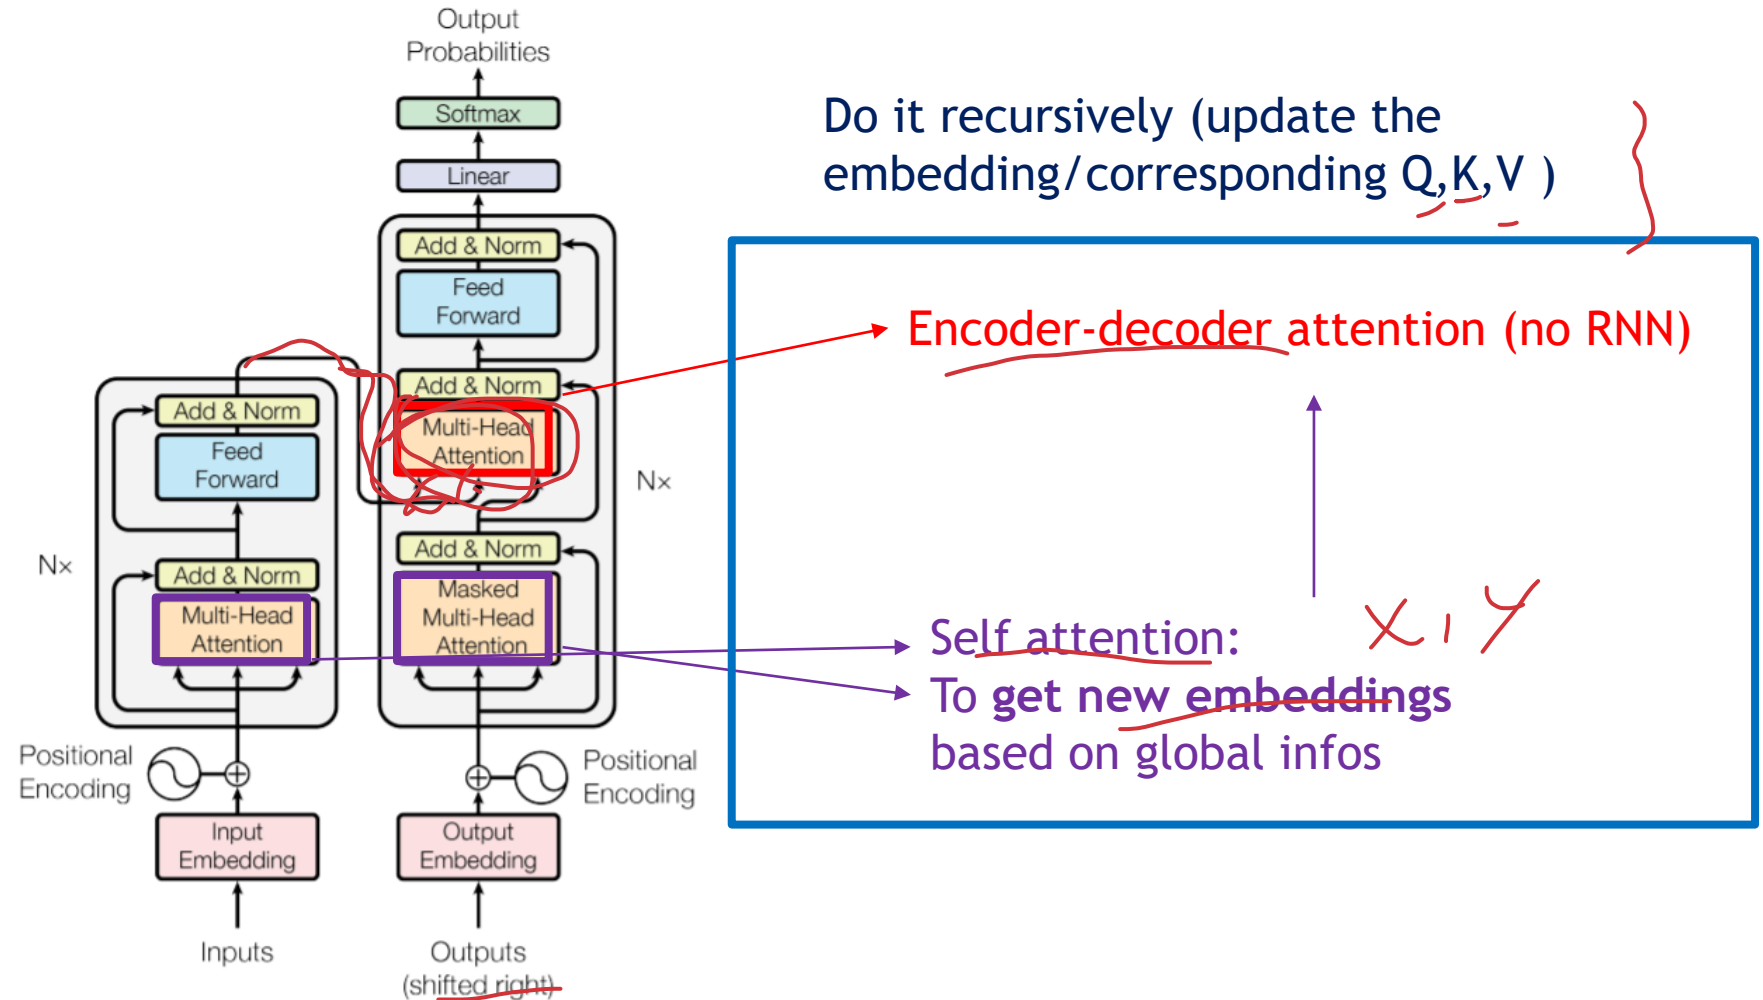 Output
Probabilities
Softmax
Linear
Add & Norm
Feed
Forward
Add & Norm
Multi-Head
Attention
Nx
Add & Norm
Masked
Multi-Head
Attention
Add & Norm
Feed
Forward
Nx
Add & Norm
Multi-Head
Attention
Positional
Encoding
Positional
Encoding
Input
Embedding
Output
Embedding
Inputs
Outputs
(shifted right)
Do it recursively (update the
embedding/corresponding Q,K,V )
Encoder-decoder attention (no RNN)
X, Y
Self attention:
To get new embeddings
based on global infos